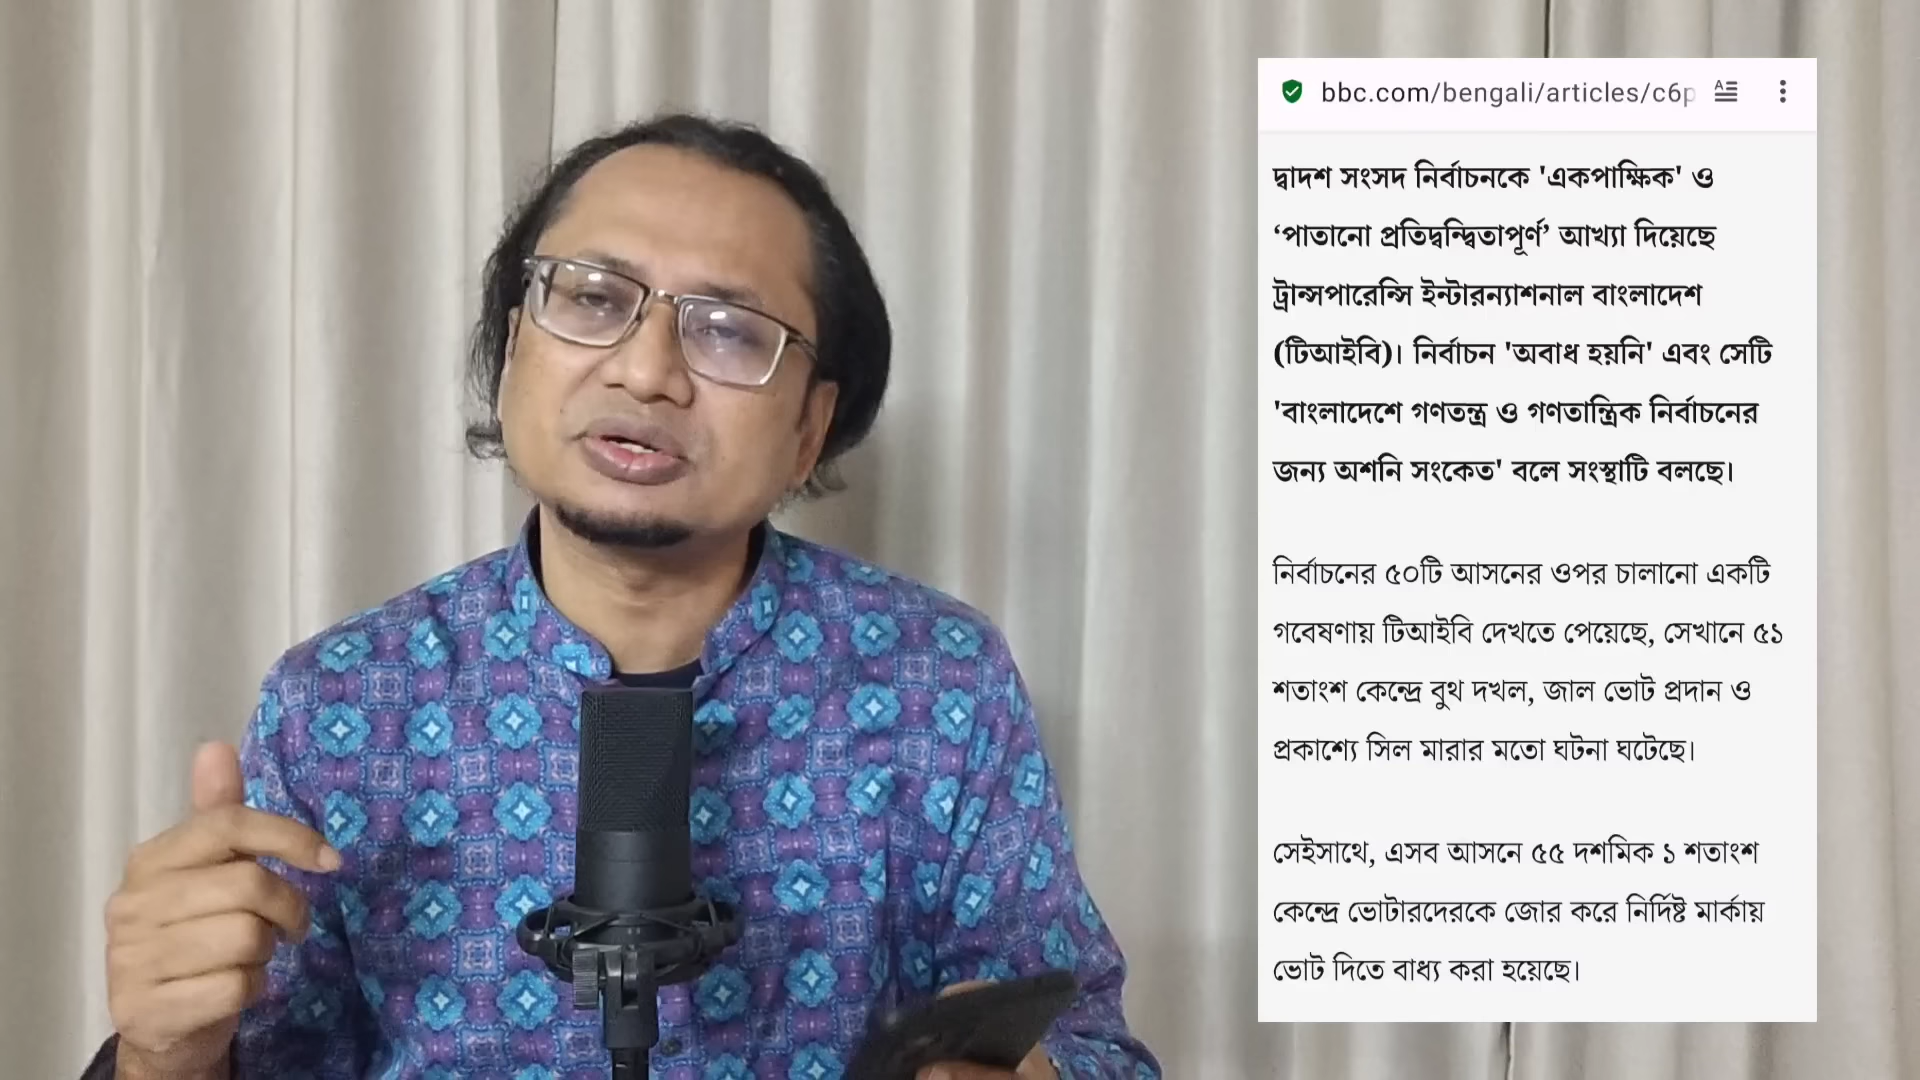 bbc.com/bengali/articles/c6p
দ্বাদশ সংসদ নির্বাচনকে 'একপাক্ষিক' ও
‘পাতানো প্রতিদ্বন্দ্বিতাপূর্ণ’ আখ্যা দিয়েছে
ট্রান্সপারেন্সি ইন্টারন্যাশনাল বাংলাদেশ
(টিআইবি)। নির্বাচন 'অবাধ হয়নি' এবং সেটি
'বাংলাদেশে গণতন্ত্র ও গণতান্ত্রিক নির্বাচনের
জন্য অশনি সংকেত' বলে সংস্থাটি বলছে।
নির্বাচনের ৫০টি আসনের ওপর চালানো একটি
গবেষণায় টিআইবি দেখতে পেয়েছে, সেখানে ৫১
শতাংশ কেন্দ্রে বুথ দখল, জাল ভোট প্রদান ও
প্রকাশ্যে সিল মারার মতো ঘটনা ঘটেছে।
সেইসাথে, এসব আসনে ৫৫ দশমিক ১ শতাংশ
কেন্দ্রে ভোটারদেরকে জোর করে নির্দিষ্ট মার্কায়
ভোট দিতে বাধ্য করা হয়েছে।